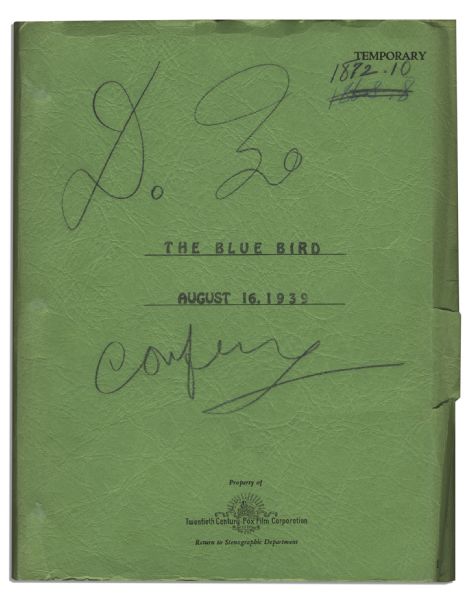 TEMPORARY
1872.10
D. Z
THE BLUE BIRD
AUGUST 16, 1939
Property of
Twentieth Century-Fox Film Corporation
Return to Stenographic Department